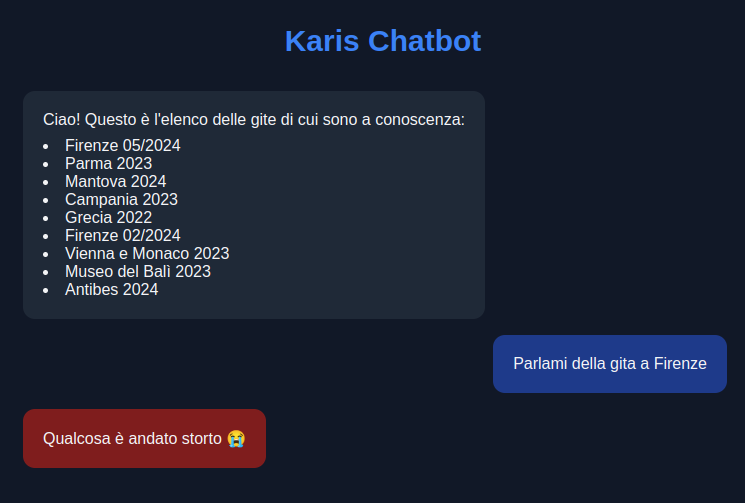 Karis Chatbot
Ciao! Questo è l'elenco delle gite di cui sono a conoscenza:
• Firenze 05/2024
• Parma 2023
• Mantova 2024
• Campania 2023
• Grecia 2022
• Firenze 02/2024
• Vienna e Monaco 2023
• Museo del Balì 2023
• Antibes 2024
Parlami della gita a Firenze
Qualcosa è andato storto 😭